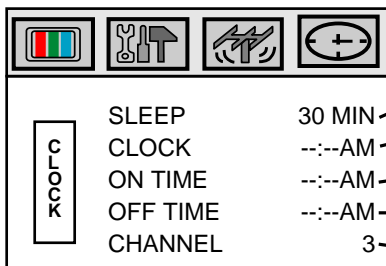 CLOCK
SLEEP 30 MIN
CLOCK --:--AM
ON TIME --:--AM
OFF TIME --:--AM
CHANNEL 3